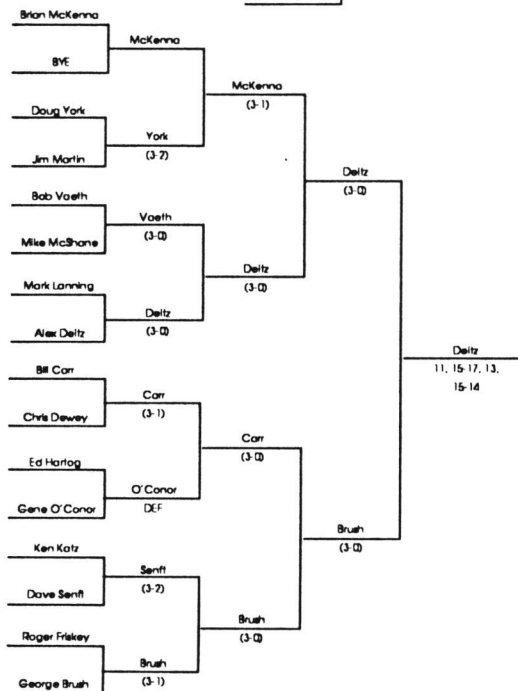 Brian McKenna
BYE
McKenna
Doug York
Jim Martin
York
(3-2)
McKenna
(3-1)
Bob Vaeth
Mike McShane
Vaeth
(3-0)
Mark Lanning
Alex Deitz
Deitz
(3-0)
Deitz
(3-0)
Deitz
(3-0)
Bill Carr
Chris Dewey
Carr
(3-1)
Ed Hartog
Gene O'Conor
O'Conor
DEF
Carr
(3-0)
Ken Katz
Dave Senft
Senft
(3-2)
Roger Friskey
George Brush
Brush
(3-1)
Brush
(3-0)
Brush
(3-0)
Deitz
11, 15-17, 13,
15-14